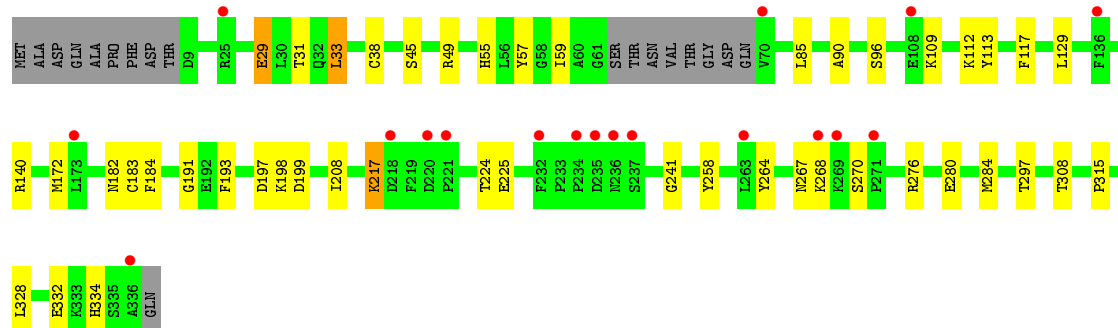 MET ALA ASP GLN ALA PRO PHE ASP THR D9 R25 E29 L30 T31 Q32 L33 C38 S45 R49 H55 L56 Y57 G58 I59 A60 G61 SER THR ASN VAL THR GLY ASP GLN V70 L85 A90 S96 E108 K109 K112 Y113 F117 L129 F136
R140 M172 L173 N182 C183 F184 G191 E192 F193 D197 K198 D199 I208 K217 D218 F219 D220 P221 T224 E225 F232 P233 P234 D235 N236 S237 G241 Y258 L263 Y264 N267 K268 K269 S270 P271 R276 E280 M284 T297 T308 P315
L328 E332 K333 H334 S335 A336 GLN